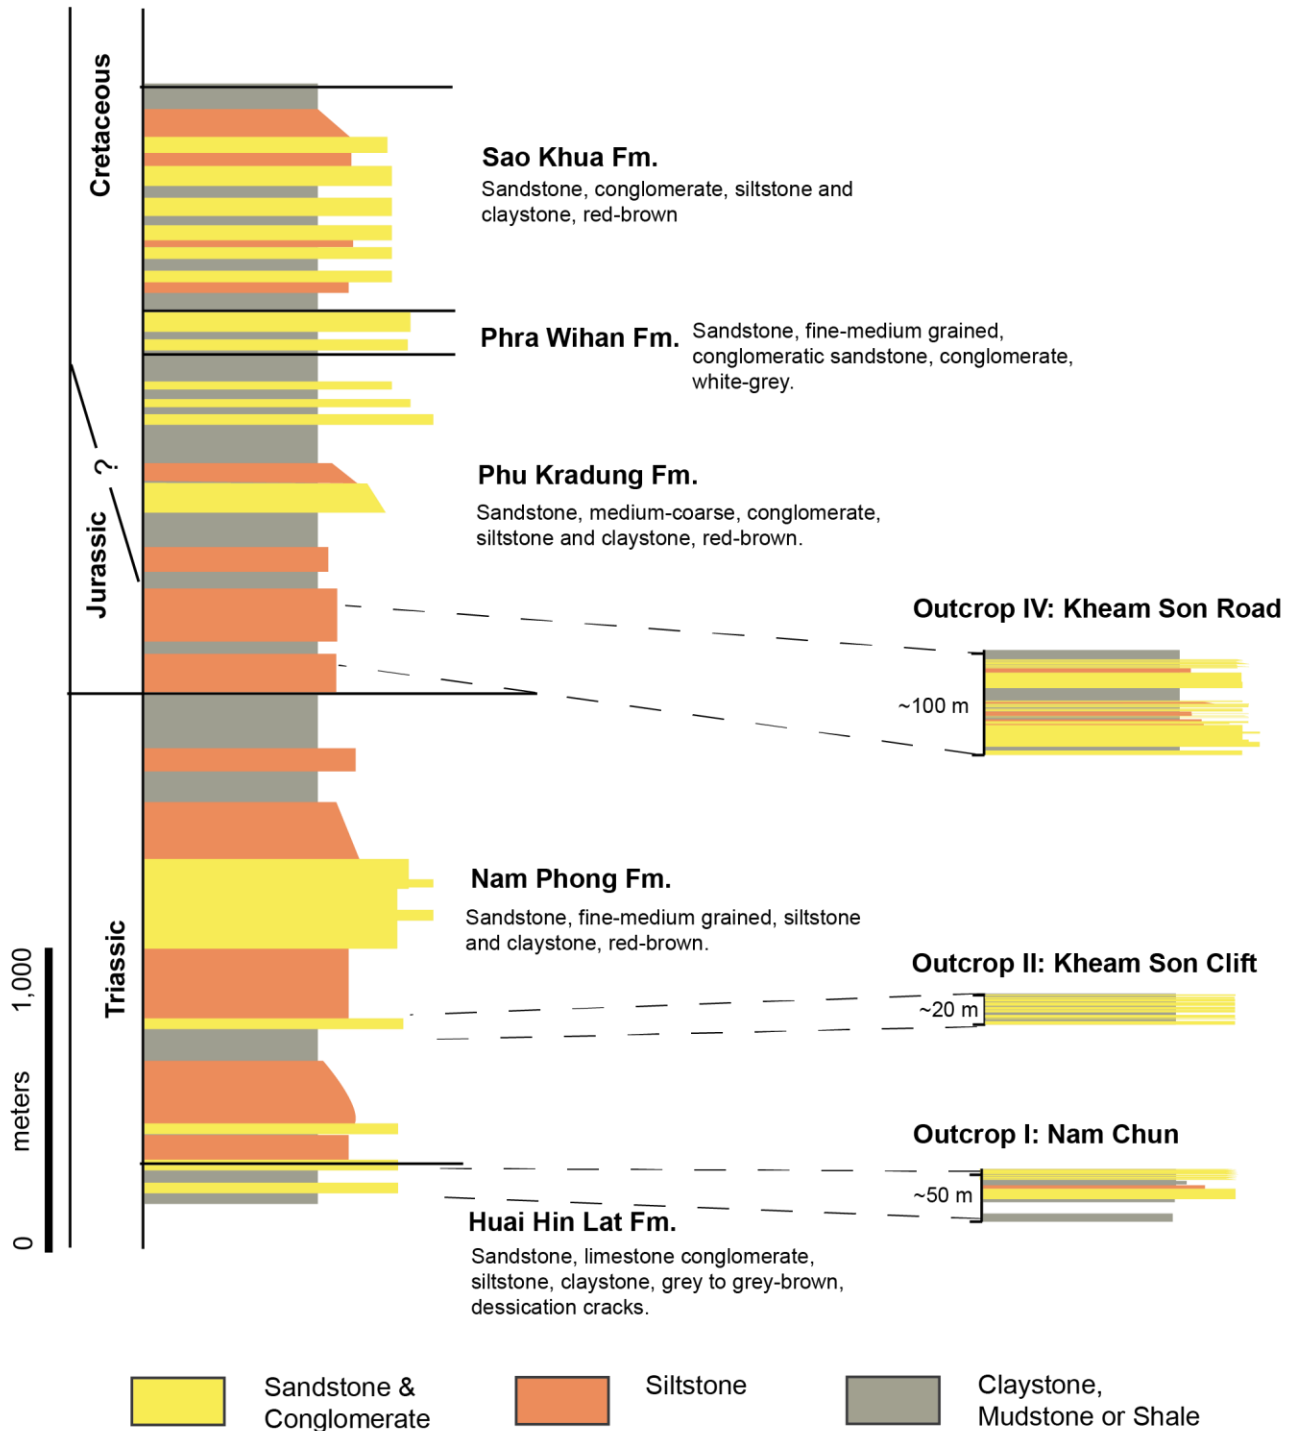 Cretaceous
Jurassic
?
Triassic
1,000
meters
0
Sao Khua Fm.
Sandstone, conglomerate, siltstone and
claystone, red-brown
Phra Wihan Fm.
Sandstone, fine-medium grained,
conglomeratic sandstone, conglomerate,
white-grey.
Phu Kradung Fm.
Sandstone, medium-coarse, conglomerate,
siltstone and claystone, red-brown.
Outcrop IV: Kheam Son Road
~100 m
Nam Phong Fm.
Sandstone, fine-medium grained, siltstone
and claystone, red-brown.
Outcrop II: Kheam Son Clift
~20 m
Outcrop I: Nam Chun
~50 m
Huai Hin Lat Fm.
Sandstone, limestone conglomerate,
siltstone, claystone, grey to grey-brown,
dessication cracks.
Sandstone &
Conglomerate
Siltstone
Claystone,
Mudstone or Shale